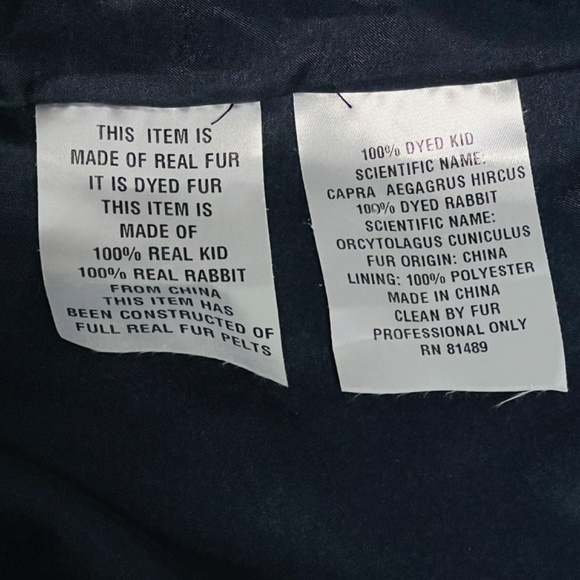 THIS ITEM IS
MADE OF REAL FUR
IT IS DYED FUR
THIS ITEM IS
MADE OF
100% REAL KID
100% REAL RABBIT
FROM CHINA
THIS ITEM HAS
BEEN CONSTRUCTED OF
FULL REAL FUR PELTS
100% DYED KID
SCIENTIFIC NAME:
CAPRA AEGAGRUS HIRCUS
100% DYED RABBIT
SCIENTIFIC NAME:
ORCYTOLAGUS CUNICULUS
FUR ORIGIN: CHINA
LINING: 100% POLYESTER
MADE IN CHINA
CLEAN BY FUR
PROFESSIONAL ONLY
RN 81489